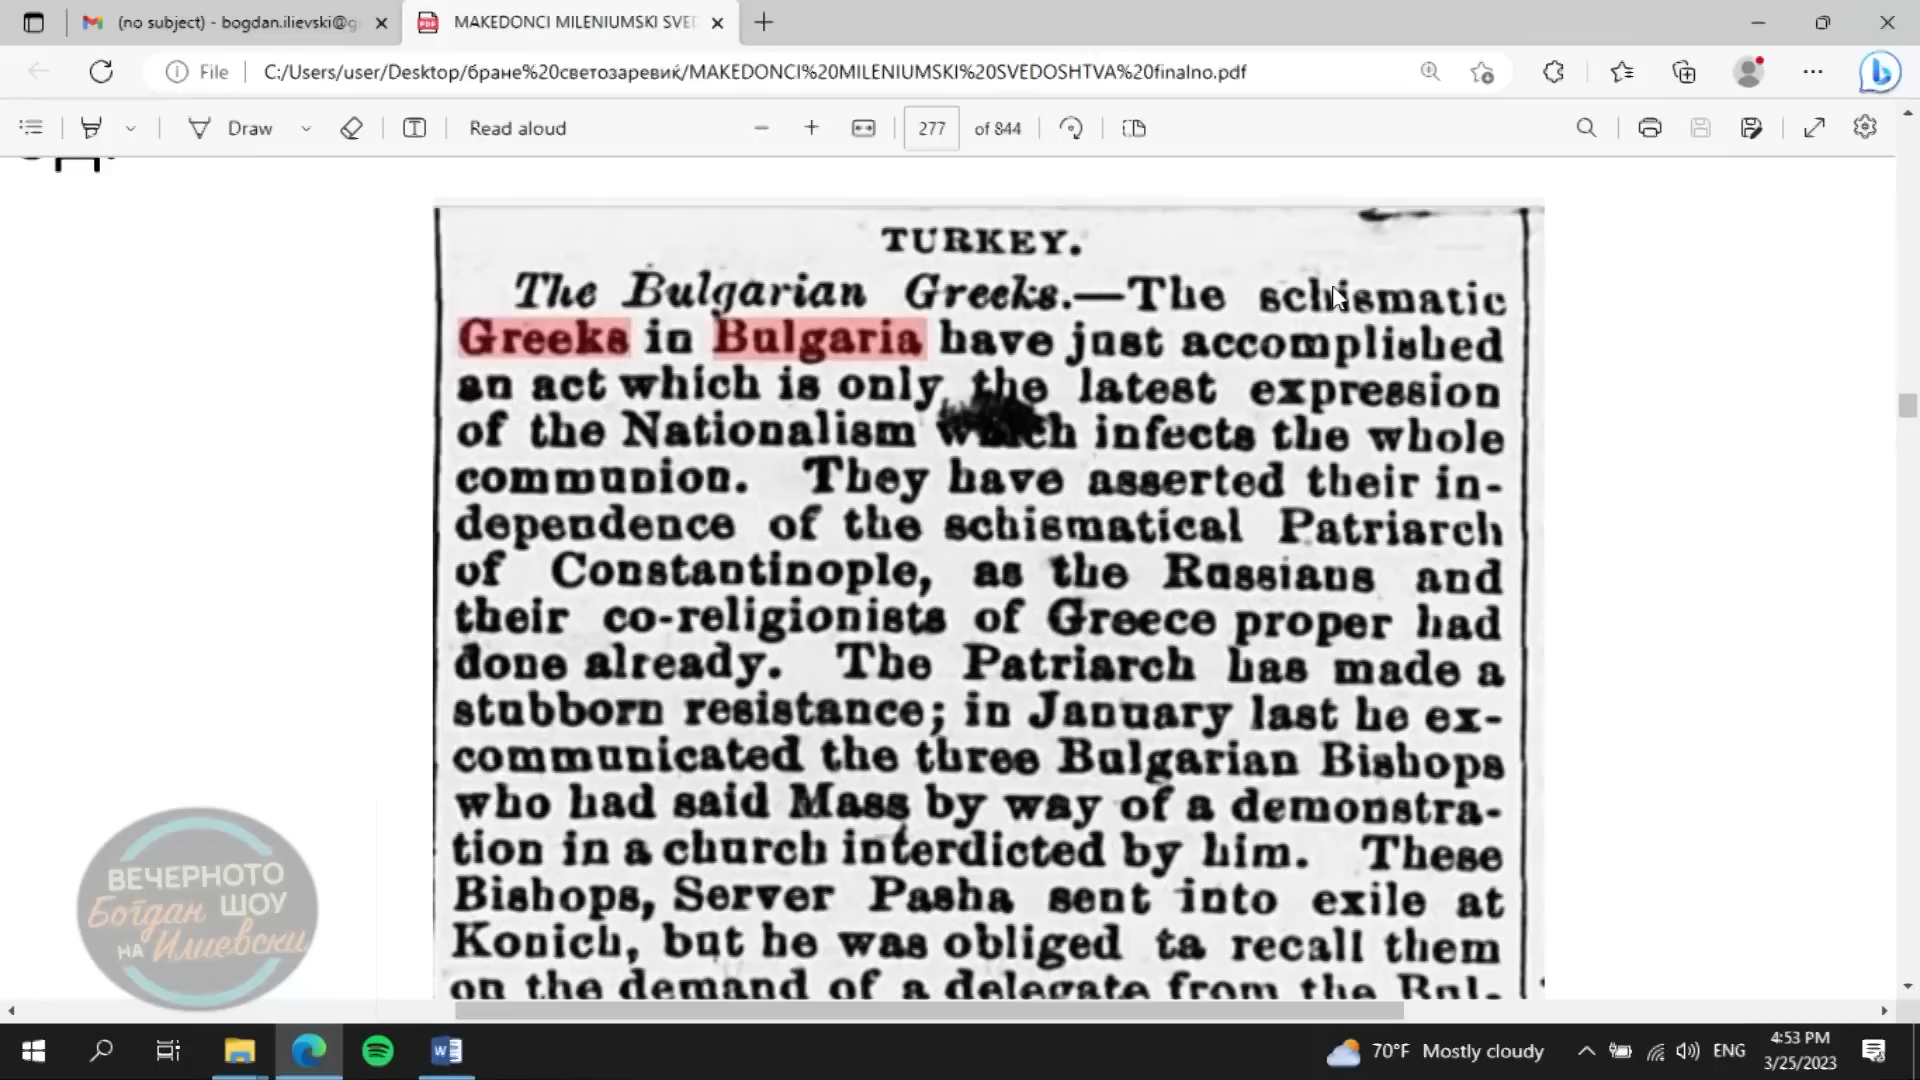 (no subject) - bogdan.ilievski@g
MAKEDONCI MILENIUMSKI SVE
File
C:/Users/user/Desktop/бране%20светозаревиќ/MAKEDONCI%20MILENIUMSKI%20SVEDOSHTVA%20finalno.pdf
Draw
Read aloud
277
of 844
TURKEY.
The Bulgarian Greeks.—The schismatic
Greeks in Bulgaria have just accomplished
an act which is only the latest expression
of the Nationalism which infects the whole
communion. They have asserted their in-
dependence of the schismatical Patriarch
of Constantinople, as the Russians and
their co-religionists of Greece proper had
done already. The Patriarch has made a
stubborn resistance; in January last he ex-
communicated the three Bulgarian Bishops
who had said Mass by way of a demonstra-
tion in a church interdicted by him. These
Bishops, Server Pasha sent into exile at
Konich, but he was obliged ta recall them
on the demand of a delegate from the Bul-
ВЕЧЕРНОТО
ШОУ
НА
Богдан
Илиевски
70°F Mostly cloudy
ENG
4:53 PM
3/25/2023